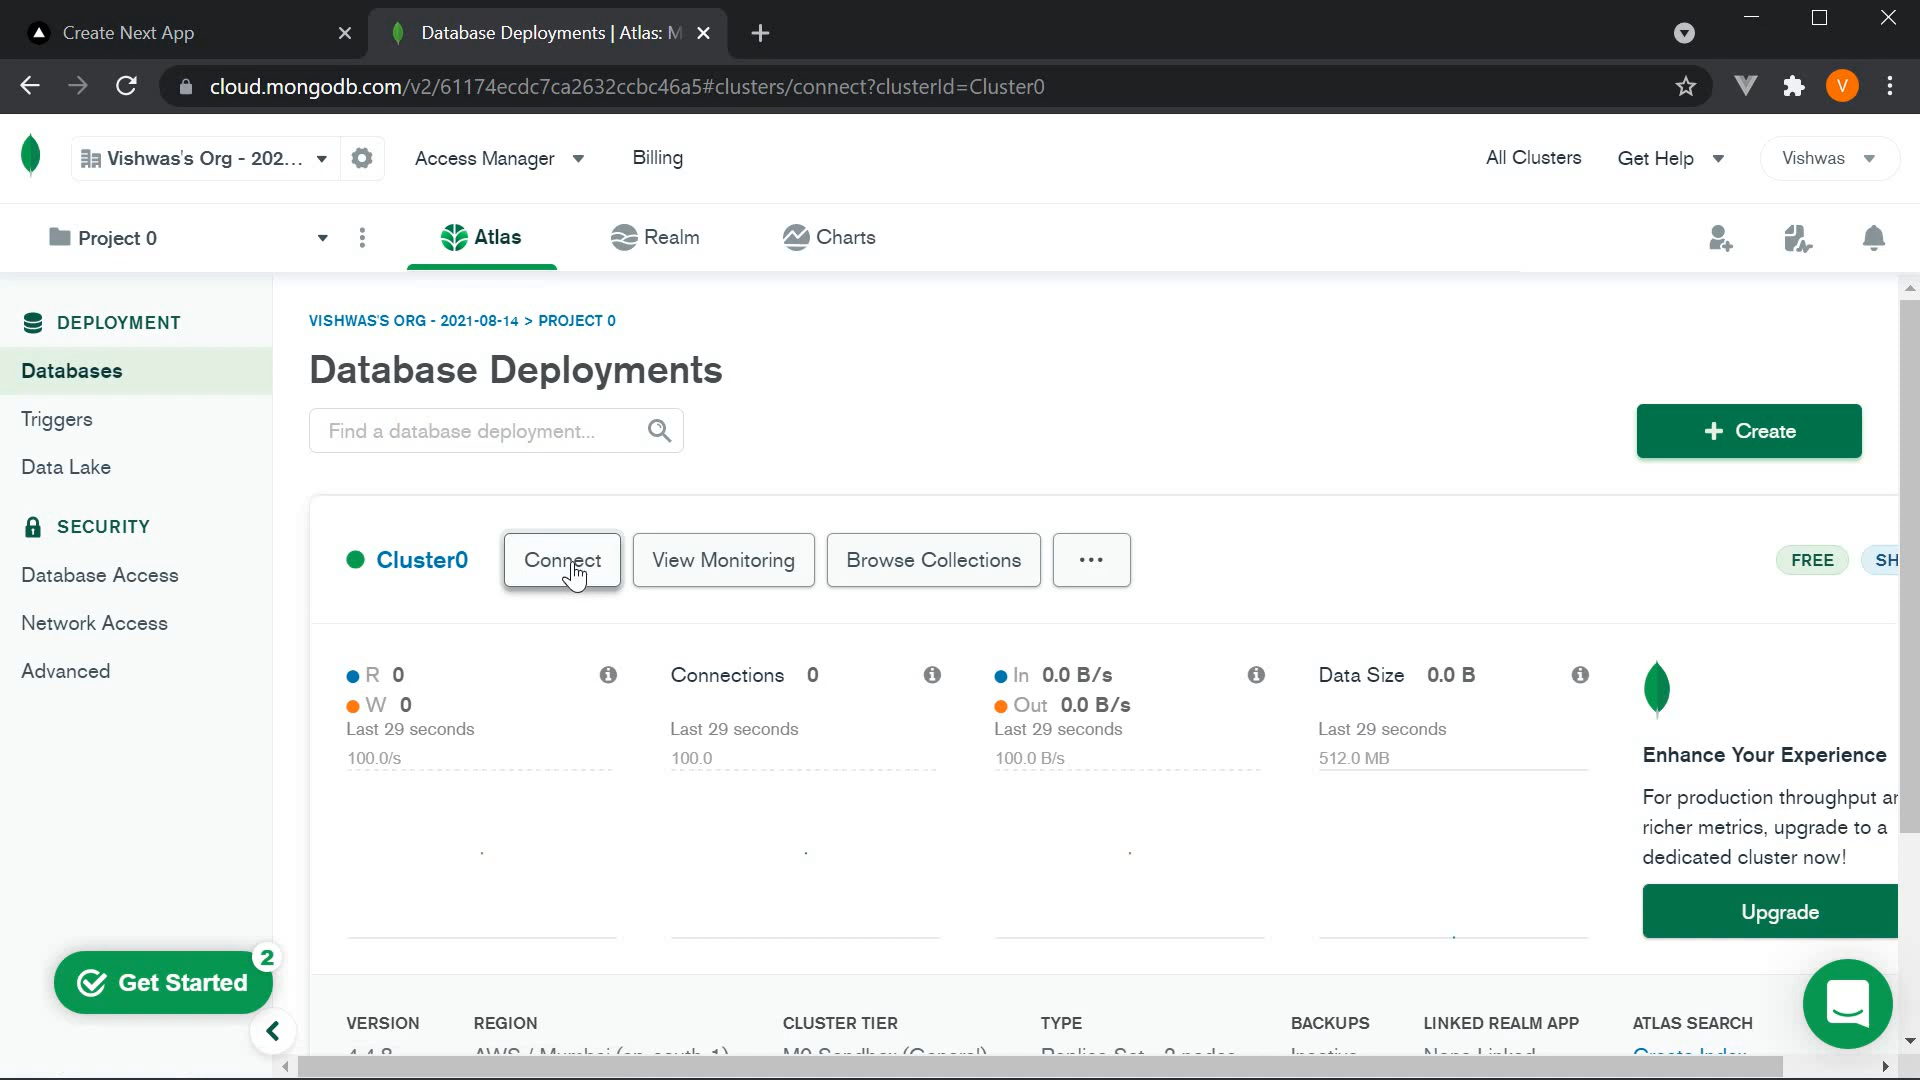 Create Next App
Database Deployments | Atlas: M
cloud.mongodb.com/v2/61174ecdc7ca2632ccbc46a5#clusters/connect?clusterId=Cluster0
V
Vishwas's Org - 202...
Access Manager
Billing
All Clusters
Get Help
Vishwas
Project 0
Atlas
Realm
Charts
DEPLOYMENT
Databases
Triggers
Data Lake
SECURITY
Database Access
Network Access
Advanced
VISHWAS'S ORG - 2021-08-14 > PROJECT 0
Database Deployments
Find a database deployment...
+ Create
Cluster0
Connect
View Monitoring
Browse Collections
...
FREE
SH
R 0
W 0
Last 29 seconds
100.0/s
Connections 0
Last 29 seconds
100.0
In 0.0 B/s
Out 0.0 B/s
Last 29 seconds
100.0 B/s
Data Size 0.0 B
Last 29 seconds
512.0 MB
Enhance Your Experience
For production throughput an
richer metrics, upgrade to a
dedicated cluster now!
Upgrade
Get Started
2
VERSION REGION CLUSTER TIER TYPE BACKUPS LINKED REALM APP ATLAS SEARCH